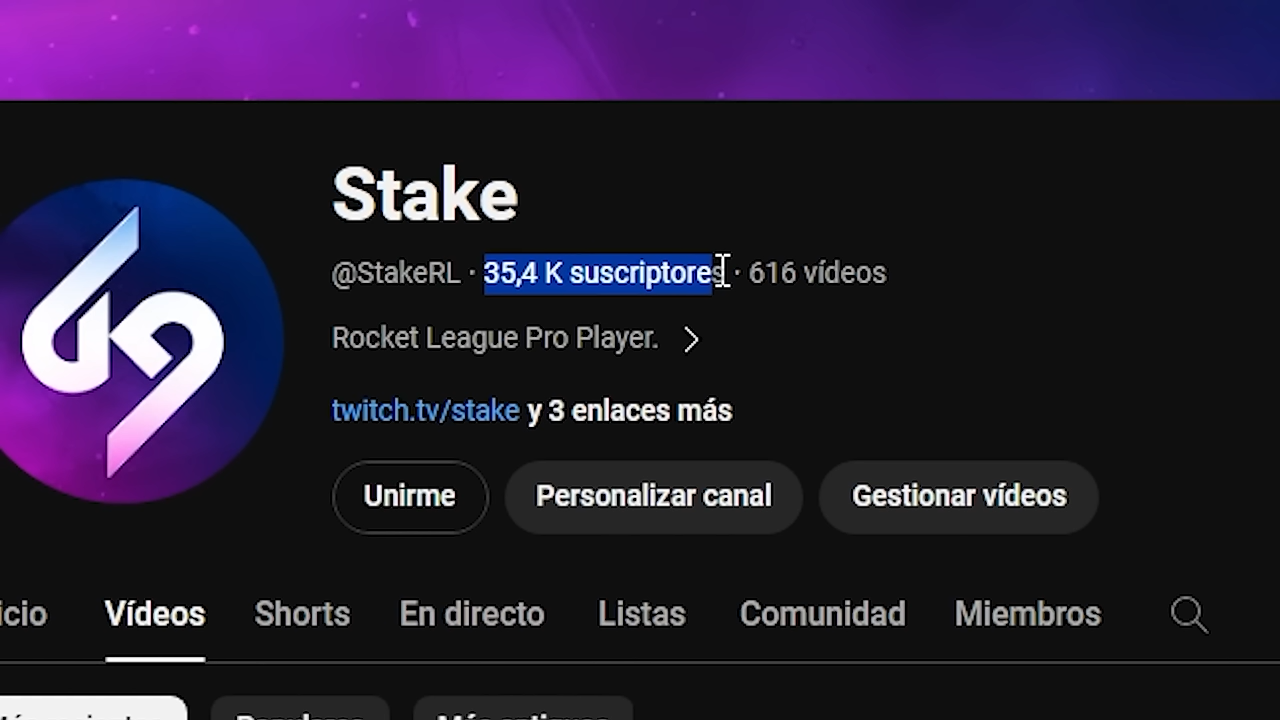 Stake
@StakeRL · 35,4 K suscriptores · 616 vídeos
Rocket League Pro Player.
twitch.tv/stake y 3 enlaces más
Unirme Personalizar canal Gestionar vídeos
icio Vídeos Shorts En directo Listas Comunidad Miembros